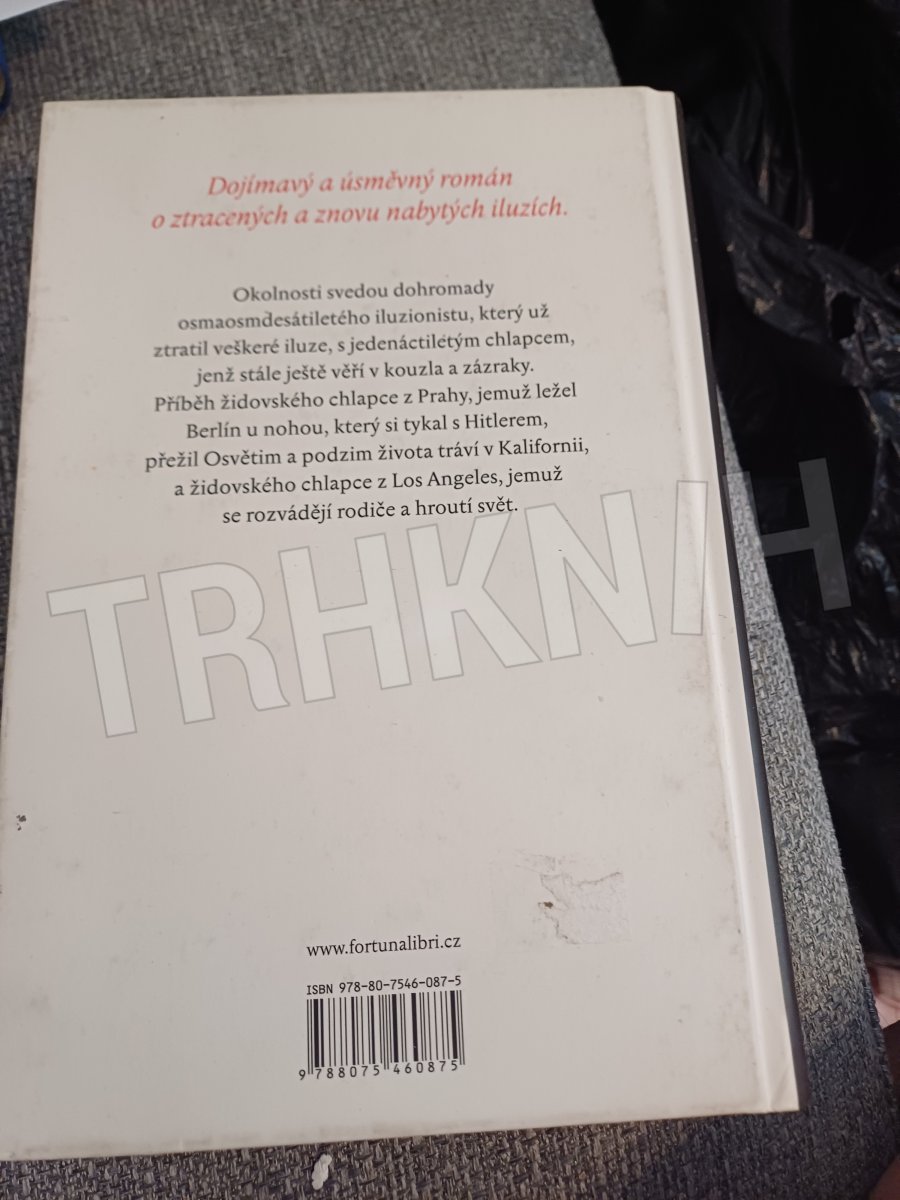 Dojímavý a úsměvný román
o ztracených a znovu nabytých iluzích.
Okolnosti svedou dohromady
osmaosmdesátiletého iluzionistu, který už
ztratil veškeré iluze, s jedenáctiletým chlapcem,
jenž stále ještě věří v kouzla a zázraky.
Příběh židovského chlapce z Prahy, jemuž ležel
Berlín u nohou, který si tykal s Hitlerem,
přežil Osvětim a podzim života tráví v Kalifornii,
a židovského chlapce z Los Angeles, jemuž
se rozvádějí rodiče a hroutí svět.
TRHKNIH
www.fortunalibri.cz
ISBN 978-80-7546-087-5
9 788075 460875